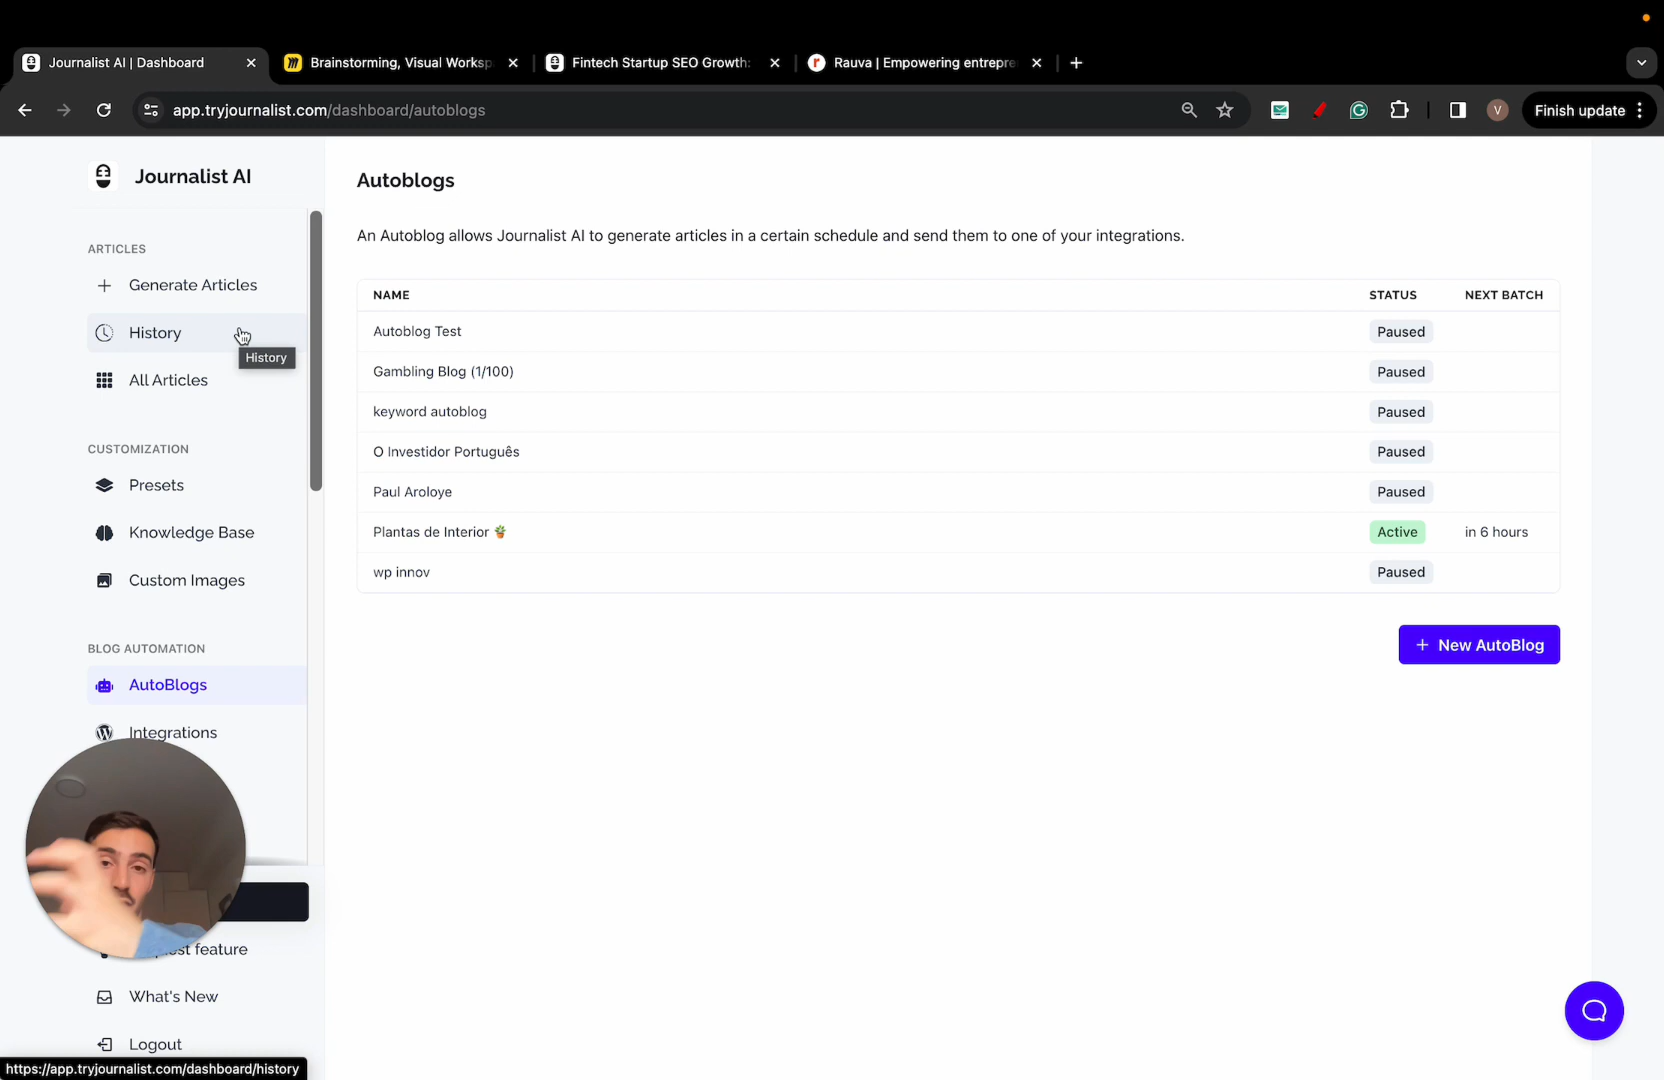 Journalist AI | Dashboard
Brainstorming, Visual Worksp
Fintech Startup SEO Growth:
Rauva | Empowering entrepre
app.tryjournalist.com/dashboard/autoblogs
V
Finish update
Journalist AI
ARTICLES
Generate Articles
History
History
All Articles
CUSTOMIZATION
Presets
Knowledge Base
Custom Images
BLOG AUTOMATION
AutoBlogs
Integrations
feature
What's New
Logout
https://app.tryjournalist.com/dashboard/history
Autoblogs
An Autoblog allows Journalist AI to generate articles in a certain schedule and send them to one of your integrations.
NAME STATUS NEXT BATCH
Autoblog Test Paused
Gambling Blog (1/100) Paused
keyword autoblog Paused
O Investidor Português Paused
Paul Aroloye Paused
Plantas de Interior 🪴 Active in 6 hours
wp innov Paused
+ New AutoBlog